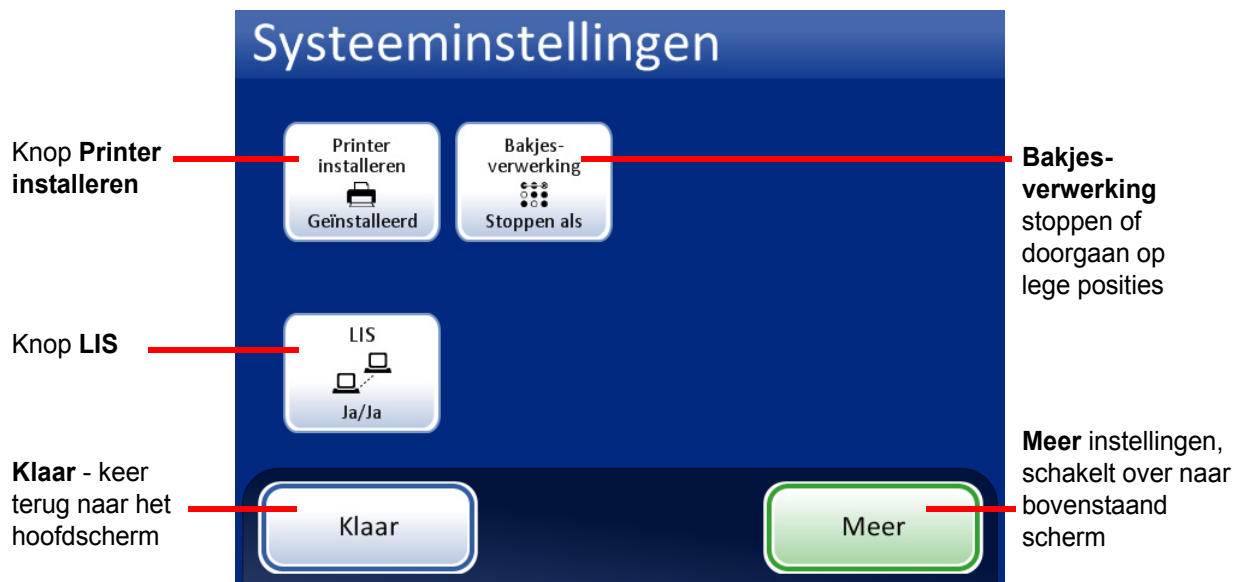 Systeeminstellingen
Knop Printer
installeren
Printer
installeren
Geïnstalleerd
Bakjes-
verwerking
Stoppen als
Bakjes-
verwerking
stoppen of
doorgaan op
lege posities
Knop LIS
LIS
Ja/Ja
Klaar - keer
terug naar het
hoofdscherm
Klaar
Meer
Meer instellingen,
schakelt over naar
bovenstaand
scherm